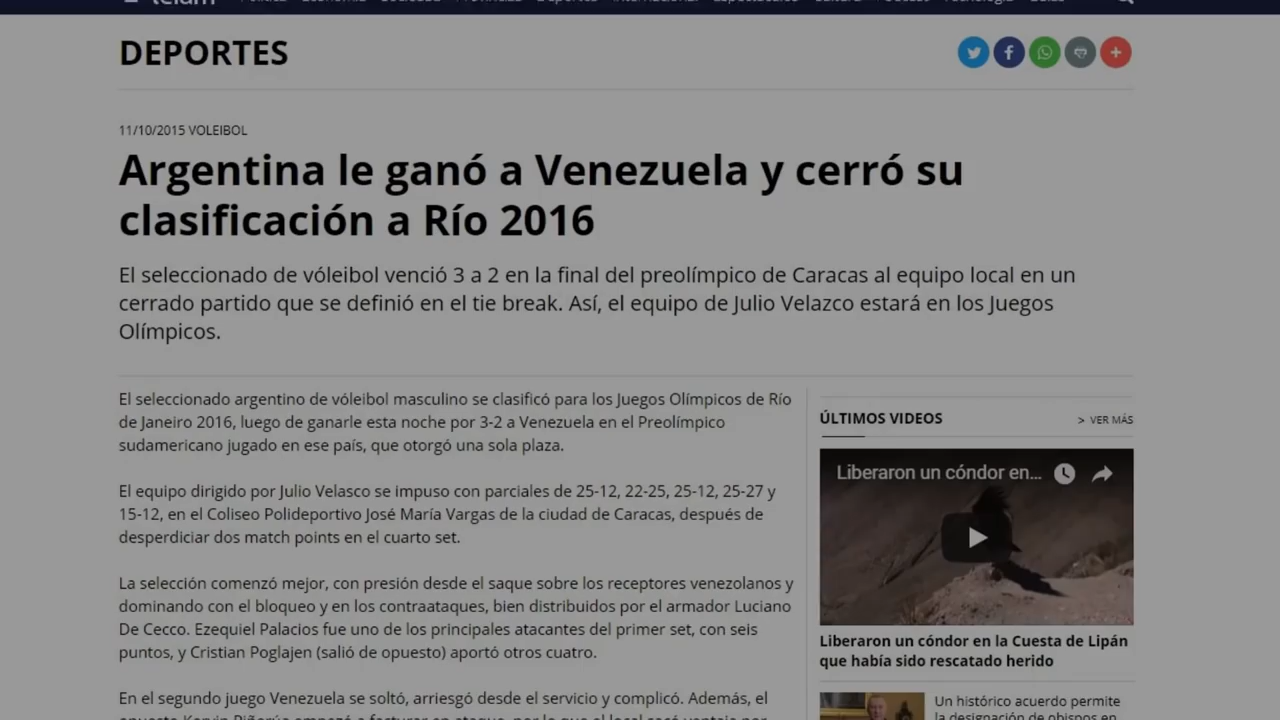 DEPORTES
11/10/2015 VOLEIBOL
Argentina le ganó a Venezuela y cerró su
clasificación a Río 2016
El seleccionado de vóleibol venció 3 a 2 en la final del preolímpico de Caracas al equipo local en un
cerrado partido que se definió en el tie break. Así, el equipo de Julio Velazco estará en los Juegos
Olímpicos.
El seleccionado argentino de vóleibol masculino se clasificó para los Juegos Olímpicos de Río
de Janeiro 2016, luego de ganarle esta noche por 3-2 a Venezuela en el Preolímpico
sudamericano jugado en ese país, que otorgó una sola plaza.
El equipo dirigido por Julio Velasco se impuso con parciales de 25-12, 22-25, 25-12, 25-27 y
15-12, en el Coliseo Polideportivo José María Vargas de la ciudad de Caracas, después de
desperdiciar dos match points en el cuarto set.
La selección comenzó mejor, con presión desde el saque sobre los receptores venezolanos y
dominando con el bloqueo y en los contraataques, bien distribuidos por el armador Luciano
De Cecco. Ezequiel Palacios fue uno de los principales atacantes del primer set, con seis
puntos, y Cristian Poglajen (salió de opuesto) aportó otros cuatro.
En el segundo juego Venezuela se soltó, arriesgó desde el servicio y complicó. Además, el
ÚLTIMOS VIDEOS
> VER MÁS
Liberaron un cóndor en...
Liberaron un cóndor en la Cuesta de Lipán
que había sido rescatado herido
Un histórico acuerdo permite
la designación de obispos en